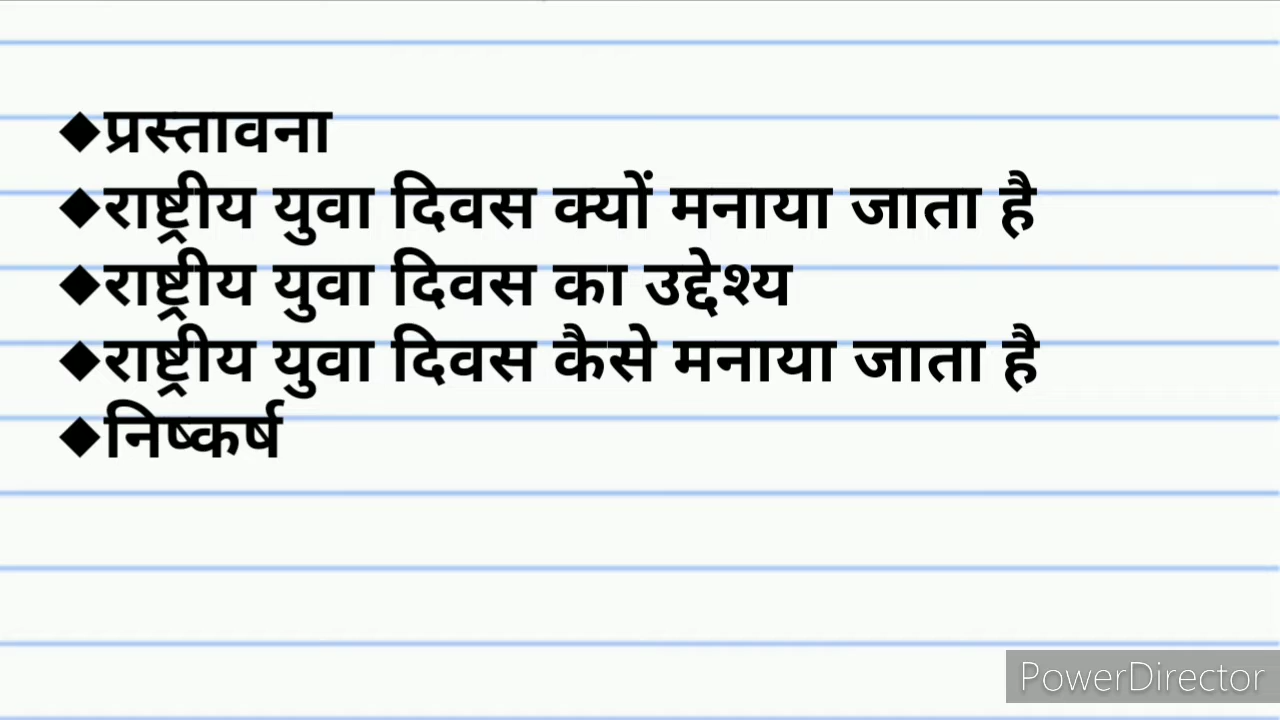 ◆प्रस्तावना
◆राष्ट्रीय युवा दिवस क्यों मनाया जाता है
◆राष्ट्रीय युवा दिवस का उद्देश्य
◆राष्ट्रीय युवा दिवस कैसे मनाया जाता है
◆निष्कर्ष
PowerDirector